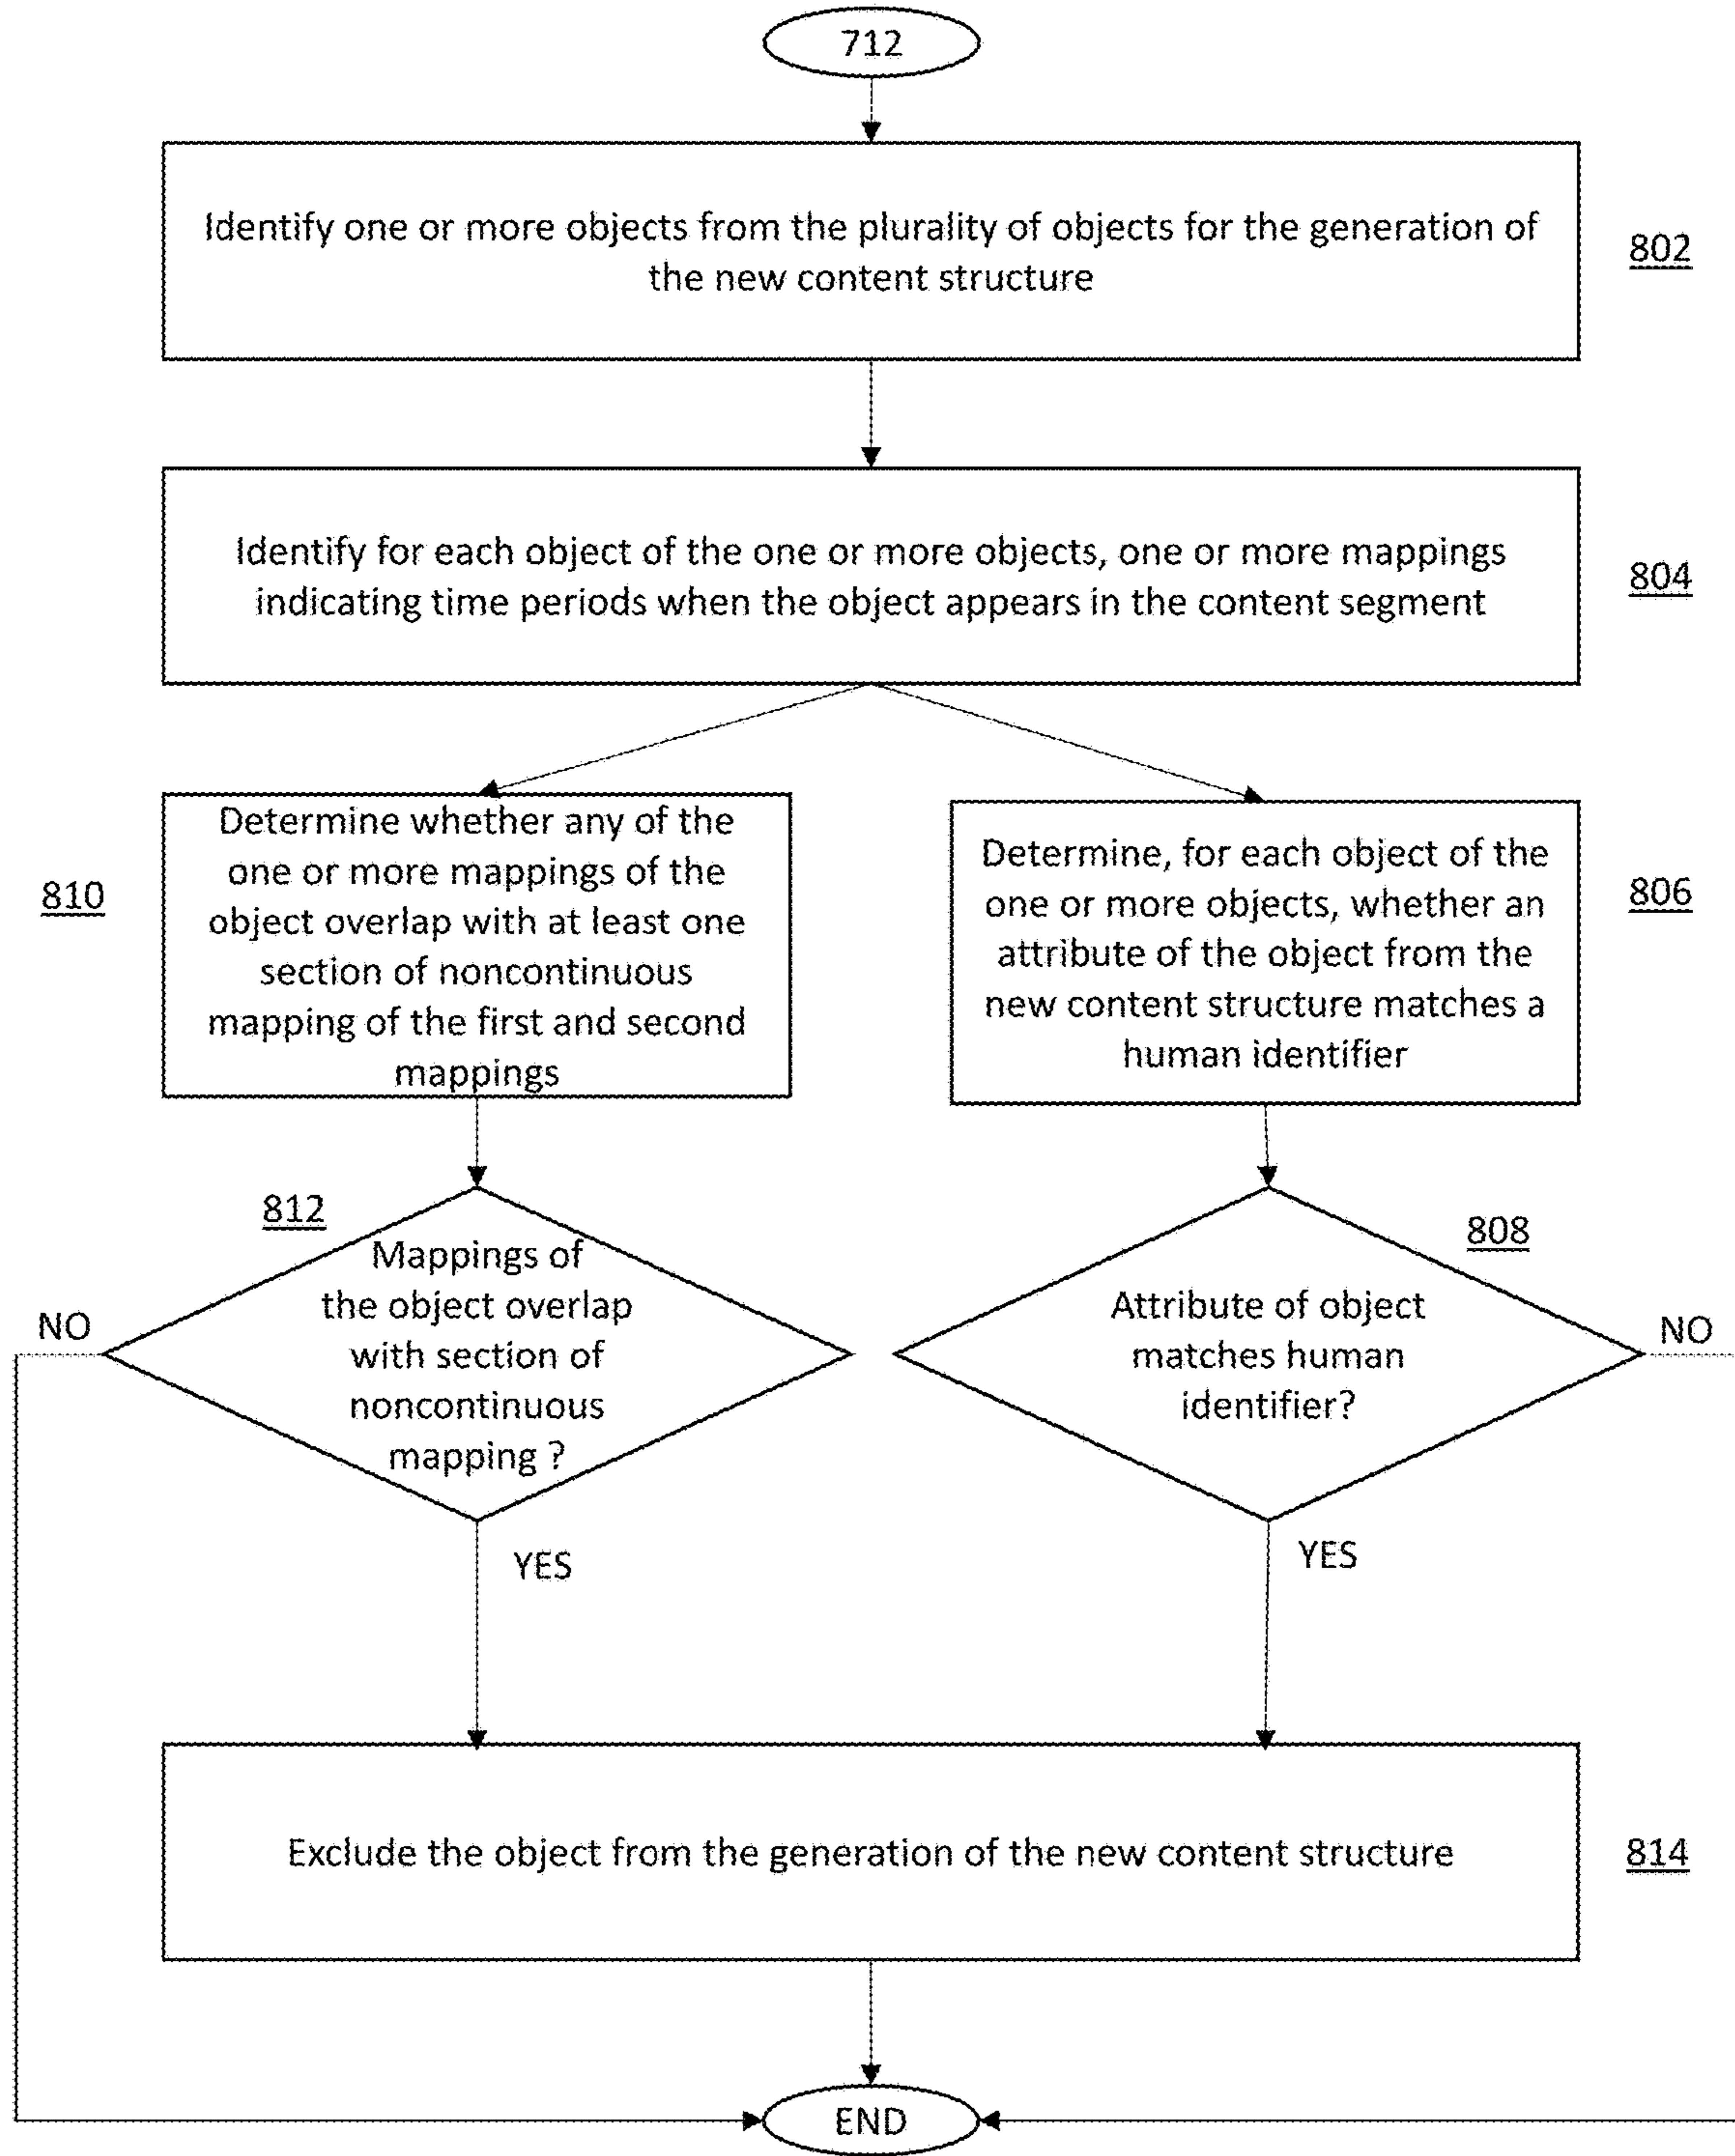 712
Identify one or more objects from the plurality of objects for the generation of
the new content structure
802
Identify for each object of the one or more objects, one or more mappings
indicating time periods when the object appears in the content segment
804
Determine whether any of the
one or more mappings of the
object overlap with at least one
section of noncontinuous
mapping of the first and second
mappings
810
Determine, for each object of the
one or more objects, whether an
attribute of the object from the
new content structure matches a
human identifier
806
812
Mappings of
the object overlap
with section of
noncontinuous
mapping ?
NO
YES
808
Attribute of object
matches human
identifier?
NO
YES
Exclude the object from the generation of the new content structure
814
END